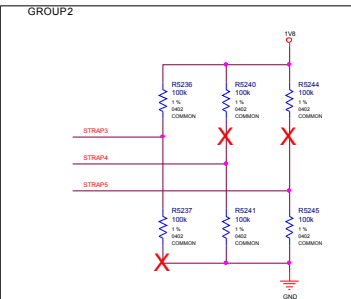 GROUP2
1V8
R5236
100k
1 %
0402
COMMON
R5240
100k
1 %
0402
COMMON
R5244
100k
1 %
0402
COMMON
STRAP3
STRAP4
STRAP5
R5237
100k
1 %
0402
COMMON
R5241
100k
1 %
0402
COMMON
R5245
100k
1 %
0402
COMMON
GND